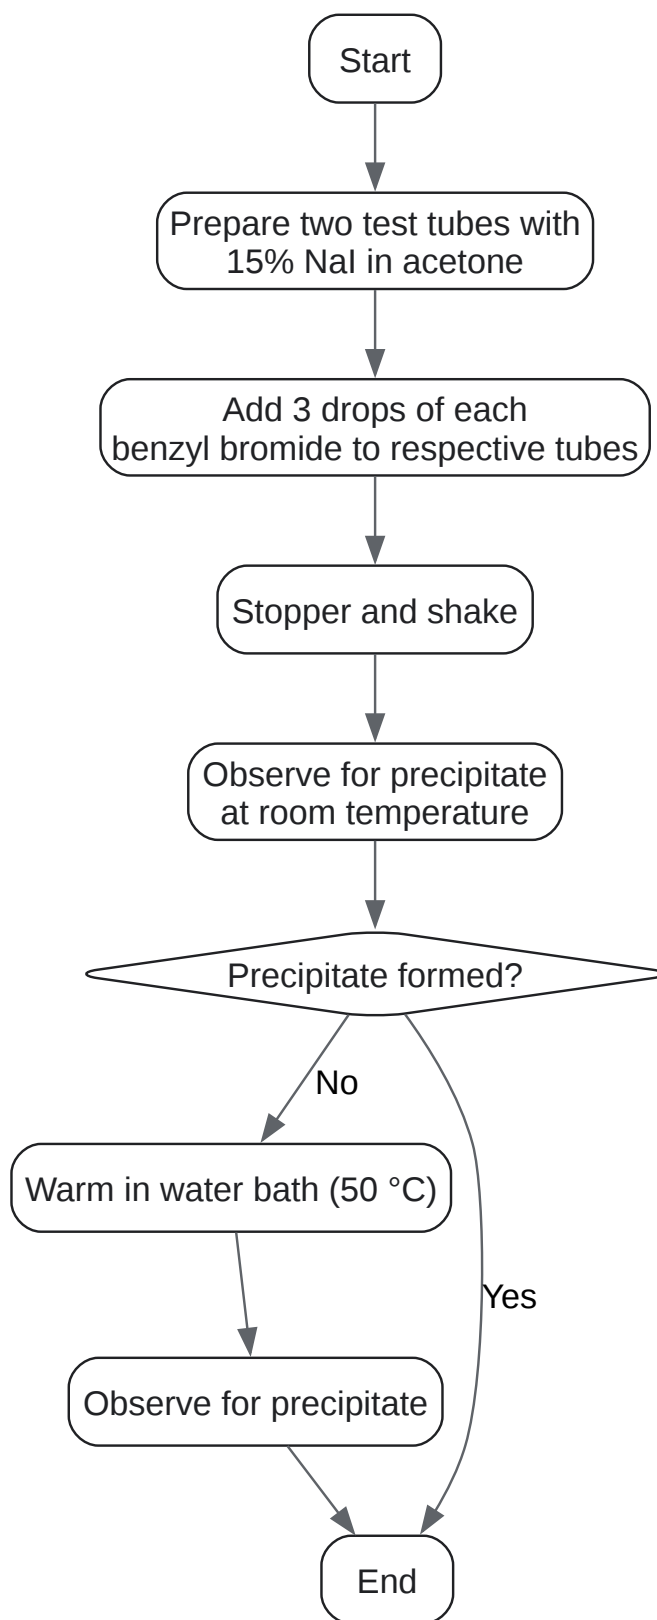 Start
Prepare two test tubes with
15% NaI in acetone
Add 3 drops of each
benzyl bromide to respective tubes
Stopper and shake
Observe for precipitate
at room temperature
Precipitate formed?
No
Warm in water bath (50 °C)
Yes
Observe for precipitate
End